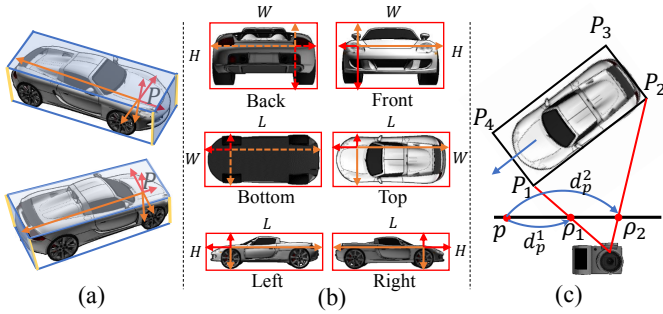 P
P
(a)
W
W
H
H
Back
Front
L
L
W
W
Bottom
Top
L
L
H
H
Left
Right
(b)
P₃
P₂
P₄
P₁
d_p^2
p
d_p^1
ρ₁
ρ₂
(c)